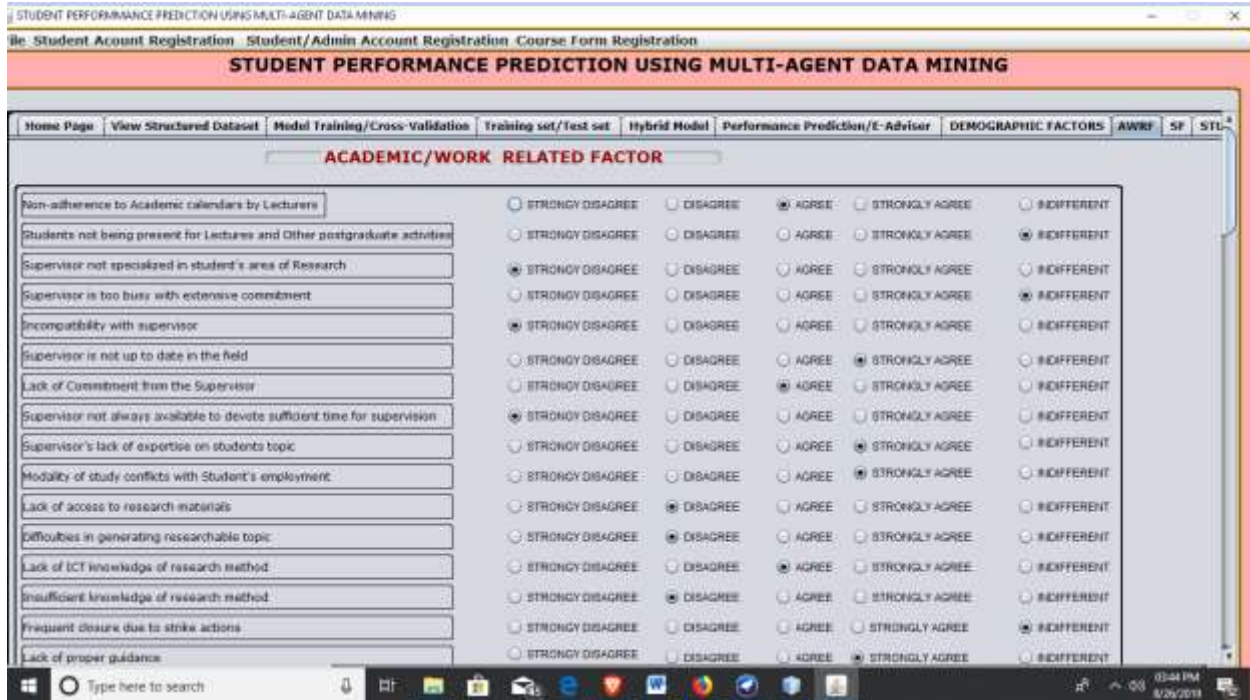 STUDENT PERFORMMANCE PREDICTION USING MULTI-AGENT DATA MINING
ile Student Acount Registration Student/Admin Account Registration Course Form Registration
STUDENT PERFORMANCE PREDICTION USING MULTI-AGENT DATA MINING
Home Page View Structured Dataset Model Training/Cross-Validation Training set/Test set Hybrid Model Performance Prediction/E-Adviser DEMOGRAPHIC FACTORS AWRF SF STU
ACADEMIC/WORK RELATED FACTOR
Non-adherence to Academic calendars by Lecturers STRONGY DISAGREE DISAGREE AGREE STRONGLY AGREE INDIFFERENT
Students not being present for Lectures and Other postgraduate activities STRONGY DISAGREE DISAGREE AGREE STRONGLY AGREE INDIFFERENT
Supervisor not specialized in student's area of Research STRONGY DISAGREE DISAGREE AGREE STRONGLY AGREE INDIFFERENT
Supervisor is too busy with extensive commitment STRONGY DISAGREE DISAGREE AGREE STRONGLY AGREE INDIFFERENT
Incompatibility with supervisor STRONGY DISAGREE DISAGREE AGREE STRONGLY AGREE INDIFFERENT
Supervisor is not up to date in the field STRONGY DISAGREE DISAGREE AGREE STRONGLY AGREE INDIFFERENT
Lack of Commitment from the Supervisor STRONGY DISAGREE DISAGREE AGREE STRONGLY AGREE INDIFFERENT
Supervisor not always available to devote sufficient time for supervision STRONGY DISAGREE DISAGREE AGREE STRONGLY AGREE INDIFFERENT
Supervisor's lack of expertise on students topic STRONGY DISAGREE DISAGREE AGREE STRONGLY AGREE INDIFFERENT
Modality of study conflicts with Student's employment STRONGY DISAGREE DISAGREE AGREE STRONGLY AGREE INDIFFERENT
Lack of access to research materials STRONGY DISAGREE DISAGREE AGREE STRONGLY AGREE INDIFFERENT
Difficulties in generating researchable topic STRONGY DISAGREE DISAGREE AGREE STRONGLY AGREE INDIFFERENT
Lack of ICT knowledge of research method STRONGY DISAGREE DISAGREE AGREE STRONGLY AGREE INDIFFERENT
Insufficient knowledge of research method STRONGY DISAGREE DISAGREE AGREE STRONGLY AGREE INDIFFERENT
Frequent closure due to strike actions STRONGY DISAGREE DISAGREE AGREE STRONGLY AGREE INDIFFERENT
Lack of proper guidance STRONGY DISAGREE DISAGREE AGREE STRONGLY AGREE INDIFFERENT
Type here to search
03:44 PM